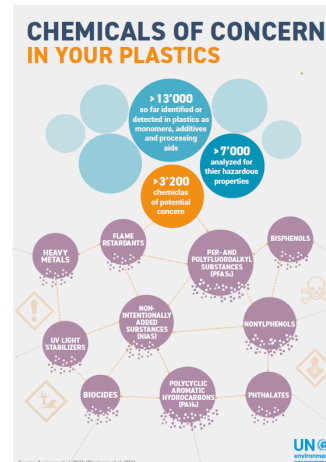 CHEMICALS OF CONCERN
IN YOUR PLASTICS
>13'000
so far identified or
detected in plastics as
monomers, additives
and processing
aids
>7'000
analyzed for
thier hazardous
properties
>3'200
chemiclas
of potential
concern
HEAVY
METALS
FLAME
RETARDANTS
PER- AND
POLYFLUOROALKYL
SUBSTANCES
(PFASs)
BISPHENOLS
NON-
INTENTIONALLY
ADDED
SUBSTANCES
(NIAS)
NONYLPHENOLS
UV LIGHT
STABILIZERS
BIOCIDES
POLYCYCLIC
AROMATIC
HYDROCARBONS
(PAHs)
PHTHALATES
UN
environment